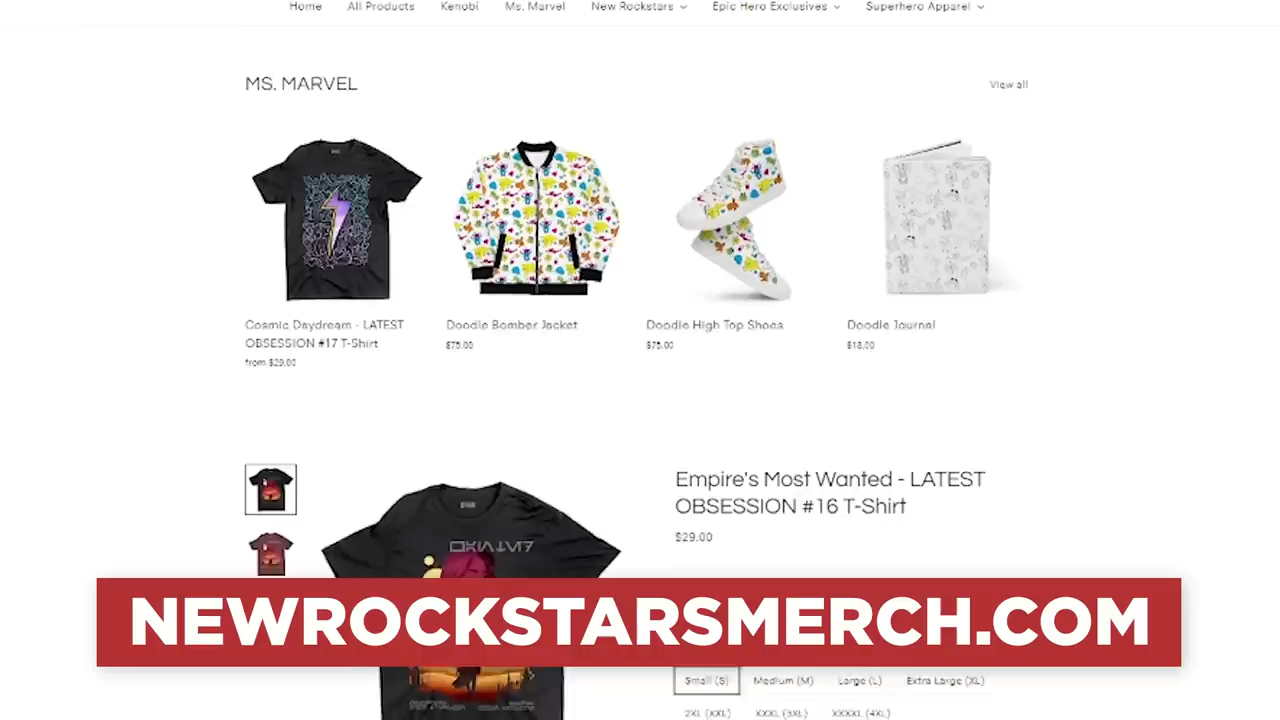 Home All Products Kenobi Ms. Marvel New Rockstars Epic Hero Exclusives Superhero Apparel
MS. MARVEL
View all
Cosmic Daydream - LATEST
OBSESSION #17 T-Shirt
from $29.00
Doodle Bomber Jacket
$75.00
Doodle High Top Shoes
$75.00
Doodle Journal
$18.00
Empire's Most Wanted - LATEST
OBSESSION #16 T-Shirt
$29.00
NEWROCKSTARSMERCH.COM
Small (S) Medium (M) Large (L) Extra Large (XL)
2XL (XXL) XXXL (3XL) XXXXL (4XL)